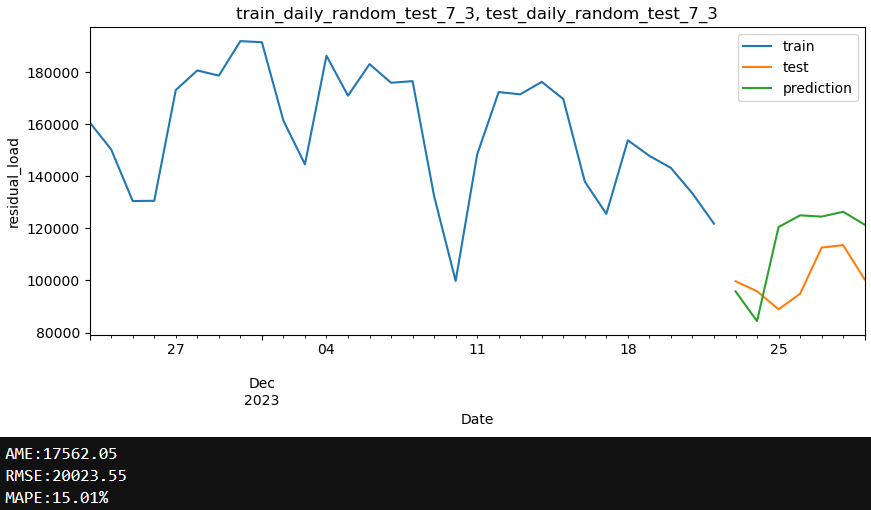 train_daily_random_test_7_3, test_daily_random_test_7_3
train
test
prediction
residual_load
180000
160000
140000
120000
100000
80000
27 04 11 18 25
Dec
2023
Date
AME:17562.05
RMSE:20023.55
MAPE:15.01%